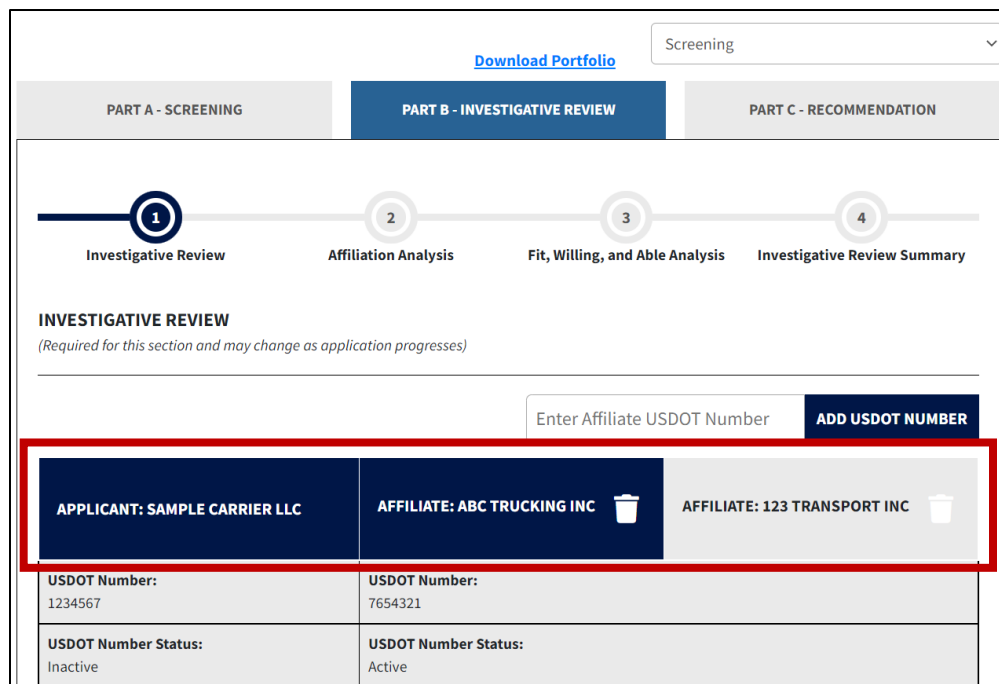 Screening
Download Portfolio
PART A - SCREENING
PART B - INVESTIGATIVE REVIEW
PART C - RECOMMENDATION
1
2
3
4
Investigative Review
Affiliation Analysis
Fit, Willing, and Able Analysis
Investigative Review Summary
INVESTIGATIVE REVIEW
(Required for this section and may change as application progresses)
Enter Affiliate USDOT Number
ADD USDOT NUMBER
APPLICANT: SAMPLE CARRIER LLC
AFFILIATE: ABC TRUCKING INC
AFFILIATE: 123 TRANSPORT INC
USDOT Number:
1234567
USDOT Number:
7654321
USDOT Number Status:
Inactive
USDOT Number Status:
Active